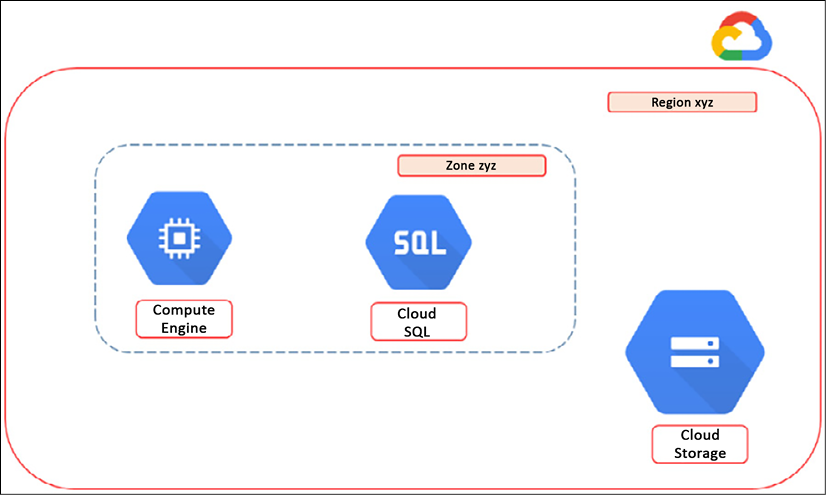 Region xyz
Zone zyz
SQL
Compute
Engine
Cloud
SQL
Cloud
Storage